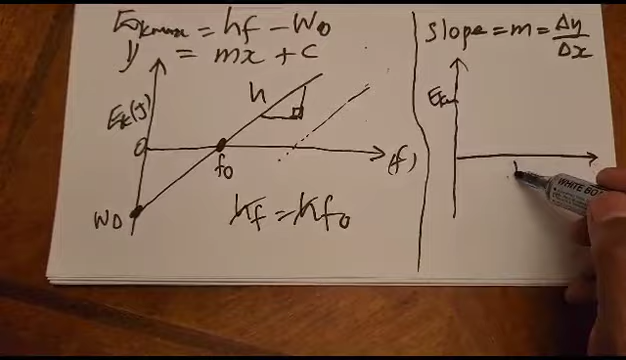 Ekmax = hf - W0
y = mx + c
Ek(J)
h
0
f0
(f)
W0
hf = hf0
Slope = m = Δy/Δx
Ek
WHITE BO